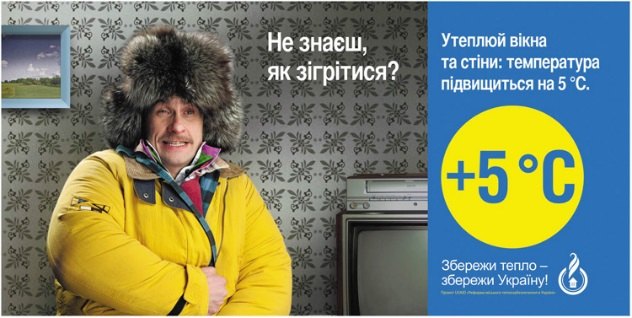 Не знаєш,
як зігрітися?
Утеплюй вікна
та стіни: температура
підвищиться на 5 °С.
+5 °C
Збережи тепло –
збережи Україну!